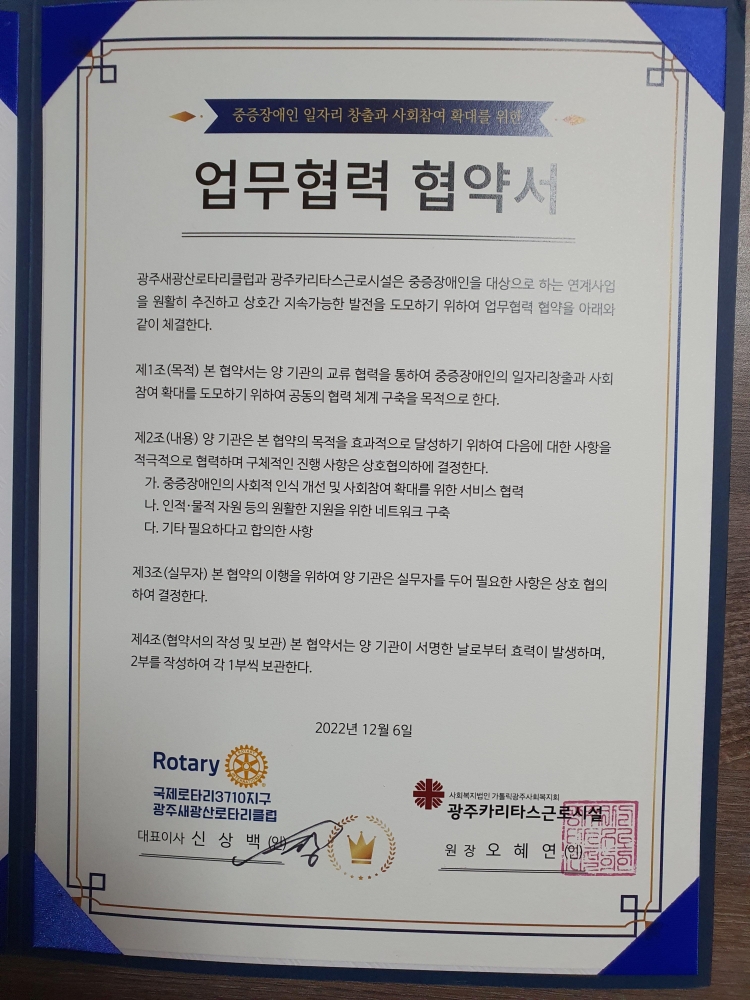 중증장애인 일자리 창출과 사회참여 확대를 위한
업무협력 협약서
광주새광산로타리클럽과 광주카리타스근로시설은 중증장애인을 대상으로 하는 연계사업
을 원활히 추진하고 상호간 지속가능한 발전을 도모하기 위하여 업무협력 협약을 아래와
같이 체결한다.
제1조(목적) 본 협약서는 양 기관의 교류 협력을 통하여 중증장애인의 일자리창출과 사회
참여 확대를 도모하기 위하여 공동의 협력 체계 구축을 목적으로 한다.
제2조(내용) 양 기관은 본 협약의 목적을 효과적으로 달성하기 위하여 다음에 대한 사항을
적극적으로 협력하며 구체적인 진행 사항은 상호협의하에 결정한다.
가. 중증장애인의 사회적 인식 개선 및 사회참여 확대를 위한 서비스 협력
나. 인적·물적 자원 등의 원활한 지원을 위한 네트워크 구축
다. 기타 필요하다고 합의한 사항
제3조(실무자) 본 협약의 이행을 위하여 양 기관은 실무자를 두어 필요한 사항은 상호 협의
하여 결정한다.
제4조(협약서의 작성 및 보관) 본 협약서는 양 기관이 서명한 날로부터 효력이 발생하며,
2부를 작성하여 각 1부씩 보관한다.
2022년 12월 6일
Rotary
국제로타리3710지구
광주새광산로타리클럽
대표이사 신 상 백 (인)
사회복지법인 가톨릭광주사회복지회
광주카리타스근로시설
원 장 오 혜 연 (인)